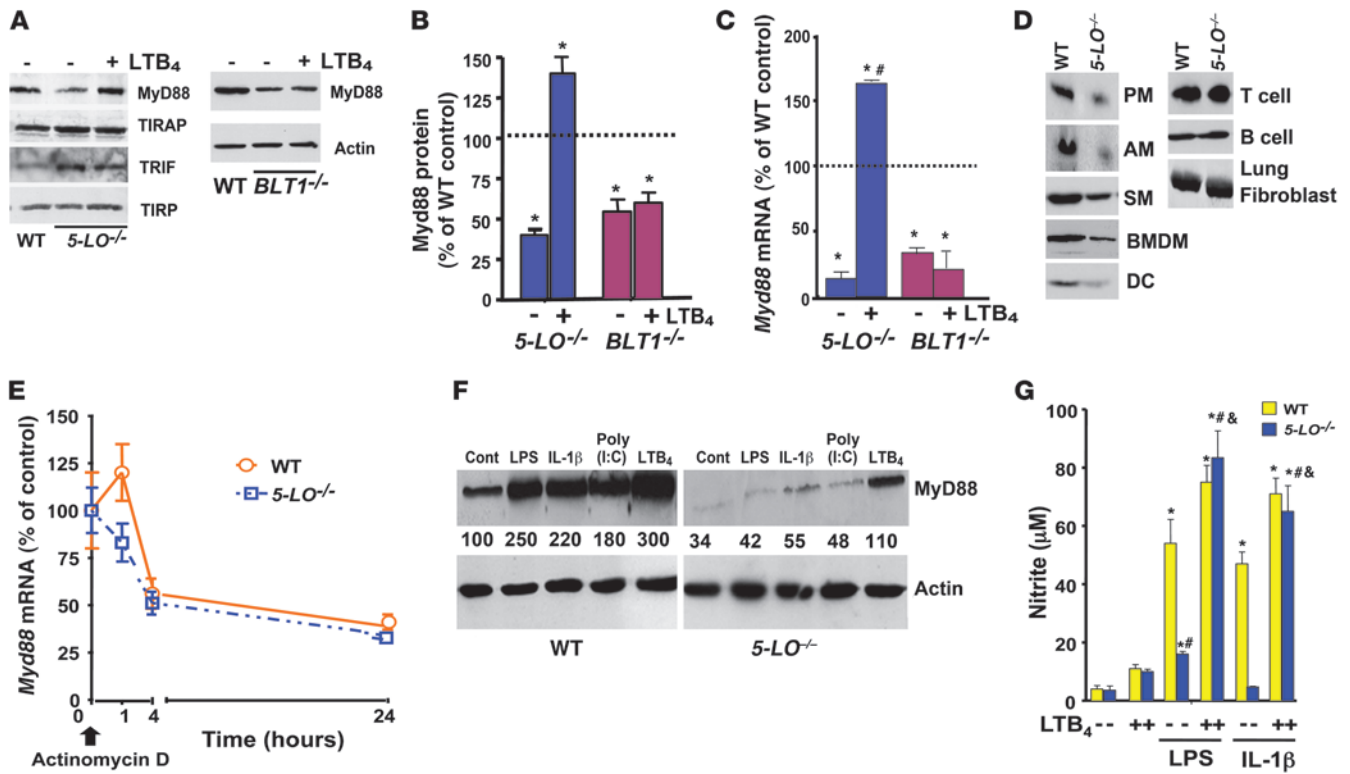 A
- - + LTB4
MyD88
TIRAP
TRIF
TIRP
WT 5-LO-/-
- - + LTB4
MyD88
Actin
WT BLT1-/-
B
Myd88 protein
(% of WT control)
150
125
100
75
50
25
0
* * * *
- + - + LTB4
5-LO-/- BLT1-/-
C
Myd88 mRNA (% of WT control)
200
150
100
50
0
* * # * *
- + - + LTB4
5-LO-/- BLT1-/-
D
WT 5-LO-/-
PM
AM
SM
BMDM
DC
WT 5-LO-/-
T cell
B cell
Lung
Fibroblast
E
Myd88 mRNA (% of control)
150
125
100
75
50
25
0
WT
5-LO-/-
0 1 4 24
Time (hours)
Actinomycin D
F
Cont LPS IL-1β Poly (I:C) LTB4
Cont LPS IL-1β Poly (I:C) LTB4
MyD88
100 250 220 180 300
34 42 55 48 110
Actin
WT 5-LO-/-
G
WT
5-LO-/-
Nitrite (μM)
100
80
60
40
20
0
* *# * *#& * * *#&
LTB4 -- ++ -- ++ -- ++
LPS IL-1β